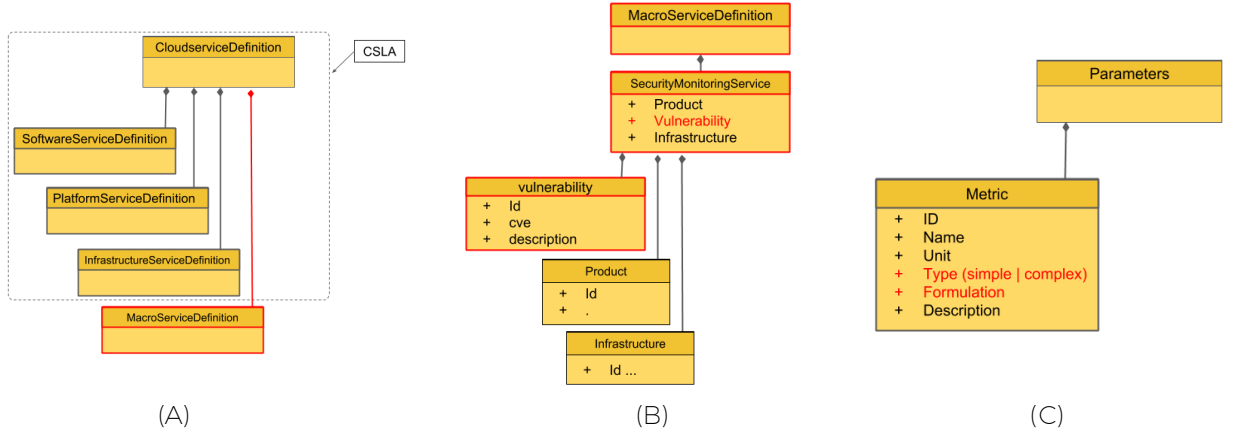 CloudserviceDefinition
CSLA
SoftwareServiceDefinition
PlatformServiceDefinition
InfrastructureServiceDefinition
MacroServiceDefinition
(A)
MacroServiceDefinition
SecurityMonitoringService
+ Product
+ Vulnerability
+ Infrastructure
vulnerability
+ Id
+ cve
+ description
Product
+ Id
+ .
Infrastructure
+ Id ...
(B)
Parameters
Metric
+ ID
+ Name
+ Unit
+ Type (simple | complex)
+ Formulation
+ Description
(C)